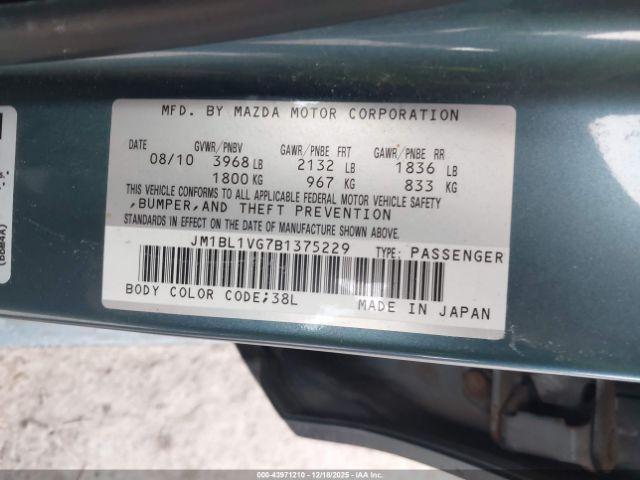 MFD. BY MAZDA MOTOR CORPORATION
DATE GVWR/PNBV GAWR/PNBE FRT GAWR/PNBE RR
08/10 3968 LB 2132 LB 1836 LB
1800 KG 967 KG 833 KG
THIS VEHICLE CONFORMS TO ALL APPLICABLE FEDERAL MOTOR VEHICLE SAFETY
,BUMPER,AND THEFT PREVENTION
STANDARDS IN EFFECT ON THE DATE OF MANUFACTURE SHOWN ABOVE.
JM1BL1VG7B1375229 TYPE: PASSENGER
BODY COLOR CODE;38L MADE IN JAPAN
000-43971210 - 12/18/2025 - IAAI.com